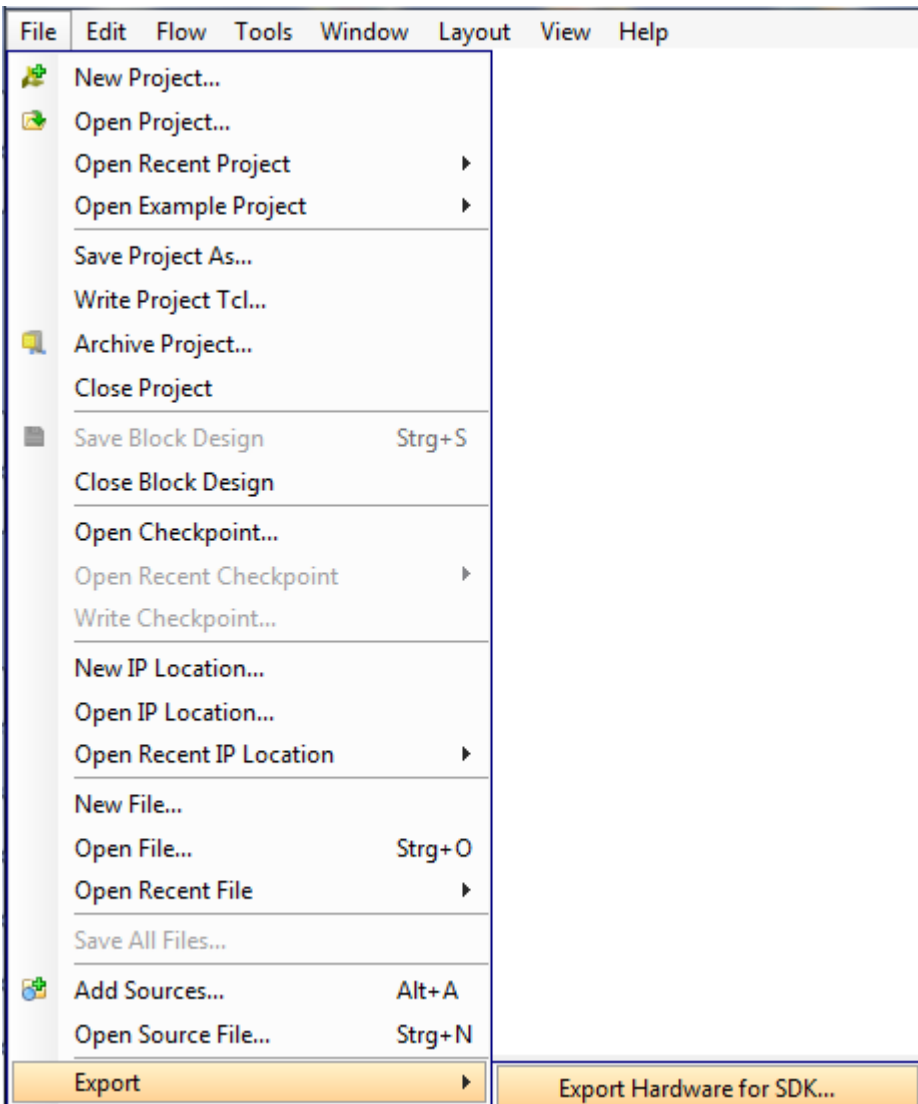 File Edit Flow Tools Window Layout View Help
New Project...
Open Project...
Open Recent Project
Open Example Project
Save Project As...
Write Project Tcl...
Archive Project...
Close Project
Save Block Design Strg+S
Close Block Design
Open Checkpoint...
Open Recent Checkpoint
Write Checkpoint...
New IP Location...
Open IP Location...
Open Recent IP Location
New File...
Open File... Strg+O
Open Recent File
Save All Files...
Add Sources... Alt+A
Open Source File... Strg+N
Export Export Hardware for SDK...